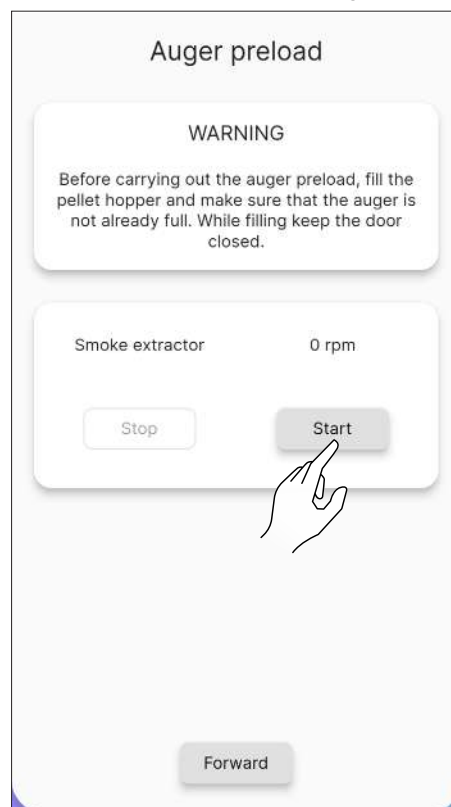 Auger preload
WARNING
Before carrying out the auger preload, fill the
pellet hopper and make sure that the auger is
not already full. While filling keep the door
closed.
Smoke extractor 0 rpm
Stop Start
Forward